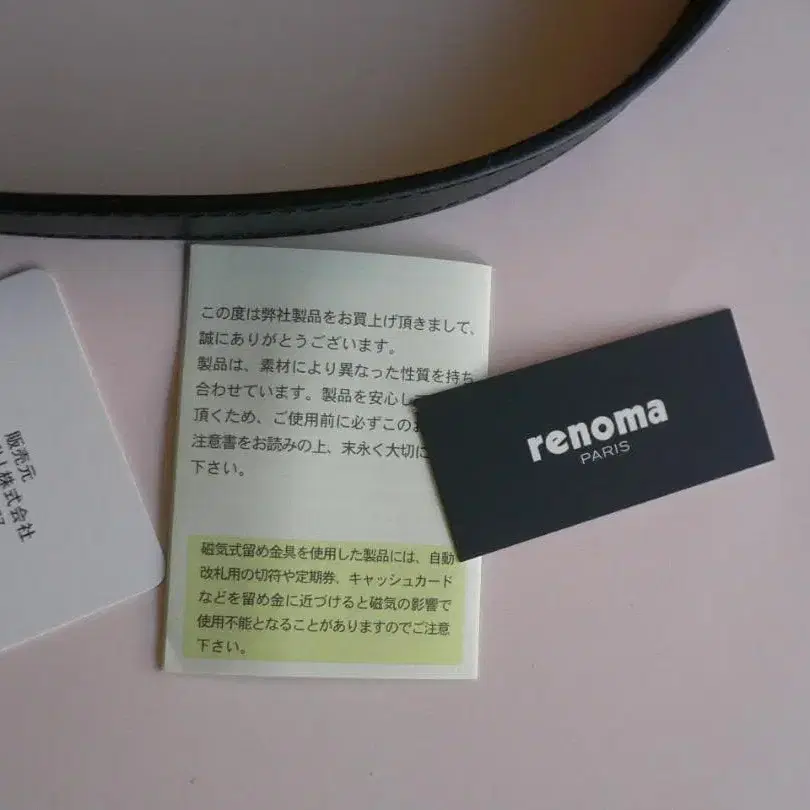 この度は弊社製品をお買上げ頂きまして、
誠にありがとうございます。
製品は、素材により異なった性質を持ち
合わせています。製品を安心し
頂くため、ご使用前に必ずこの
注意書をお読みの上、末永く大切に
下さい。
磁気式留め金具を使用した製品には、自動
改札用の切符や定期券、キャッシュカード
などを留め金に近づけると磁気の影響で
使用不能となることがありますのでご注意
下さい。
renoma
PARIS
販売元
株式会社